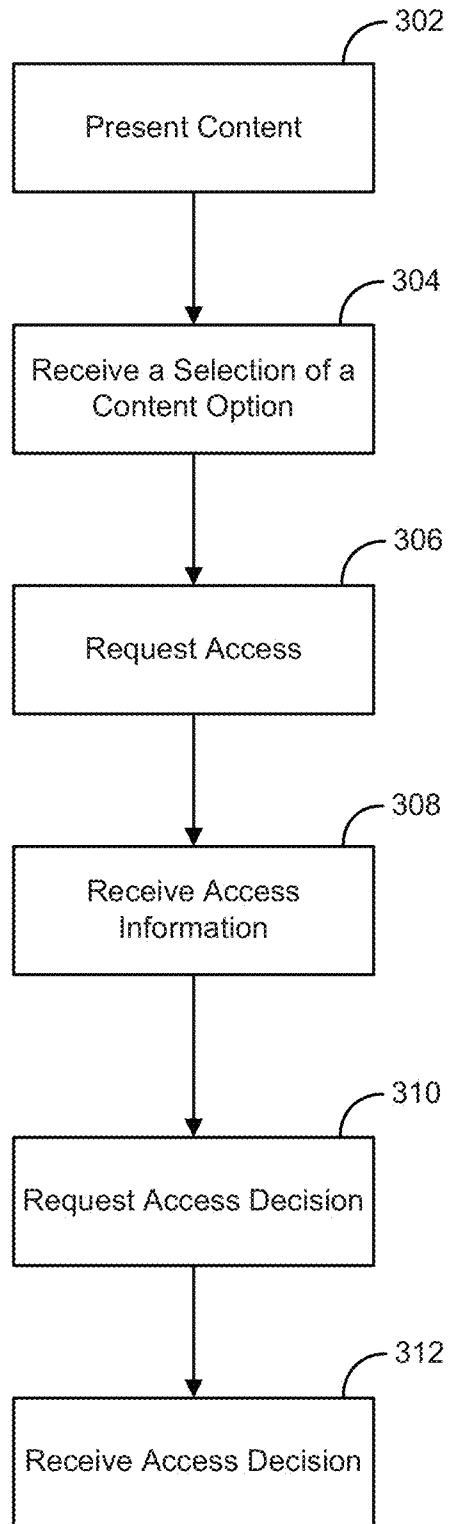 302
Present Content
304
Receive a Selection of a
Content Option
306
Request Access
308
Receive Access
Information
310
Request Access Decision
312
Receive Access Decision